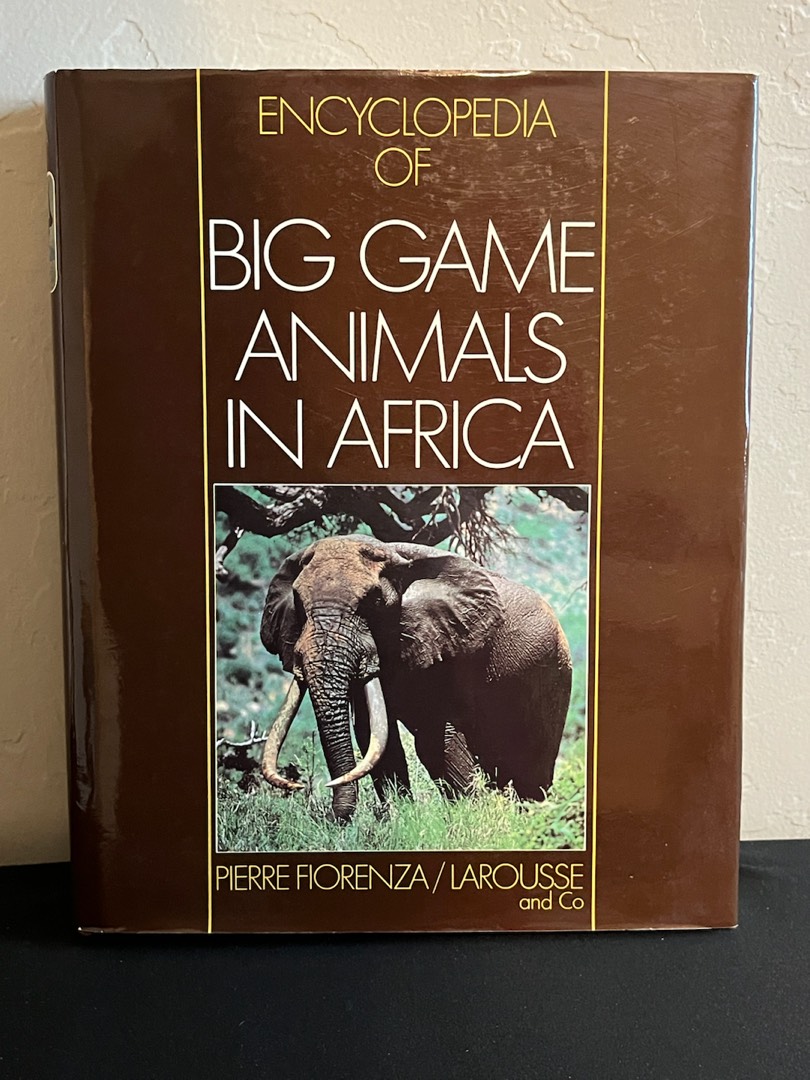 ENCYCLOPEDIA
OF
BIG GAME
ANIMALS
IN AFRICA
PIERRE FIORENZA/LAROUSSE
and Co